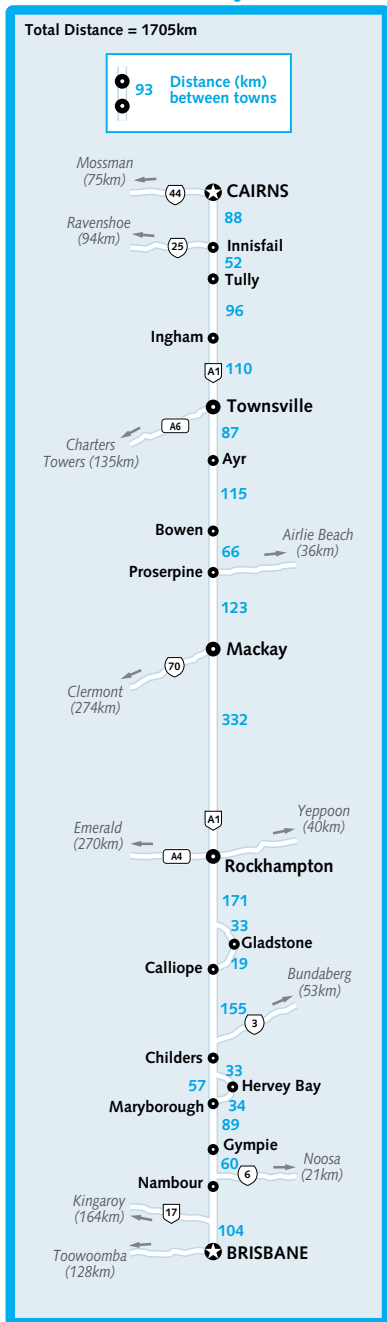 Total Distance = 1705km
93
Distance (km)
between towns
Mossman
(75km)
44
CAIRNS
88
Ravenshoe
(94km)
25
Innisfail
52
Tully
96
Ingham
A1
110
Townsville
A6
87
Charters
Towers (135km)
Ayr
115
Bowen
Airlie Beach
(36km)
66
Proserpine
123
Mackay
70
Clermont
(274km)
332
A1
Yeppoon
(40km)
Emerald
(270km)
A4
Rockhampton
171
33
Gladstone
Calliope
19
Bundaberg
(53km)
155
3
Childers
33
57
Hervey Bay
Maryborough
34
89
Gympie
60
Noosa
(21km)
6
Nambour
Kingaroy
(164km)
17
104
Toowoomba
(128km)
BRISBANE